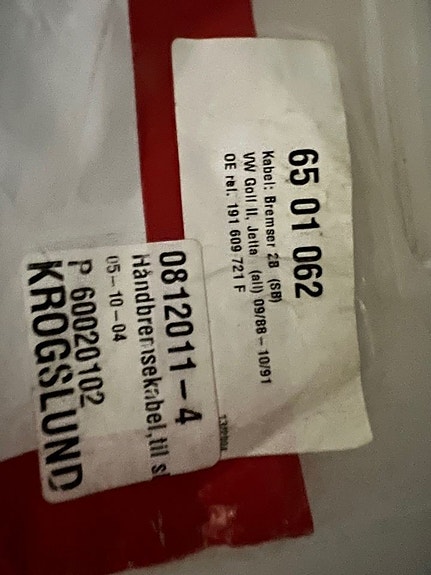 65 01 062
Kabel: Bremser 28 (SB)
VW Golf II, Jetta (all) 09/88 – 10/91
OE ref. 191 609 721 F
0812011-4
Håndbremsekabel,til s
05-10-04
P 60020102
KROGSLUND